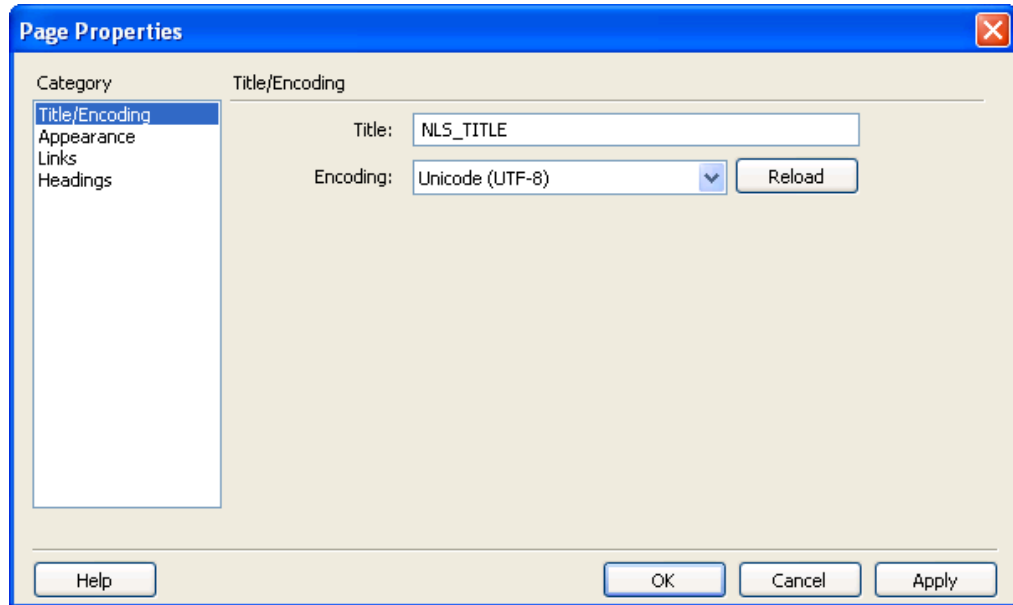 Page Properties
Category
Title/Encoding
Appearance
Links
Headings
Title/Encoding
Title: NLS_TITLE
Encoding: Unicode (UTF-8) Reload
Help OK Cancel Apply